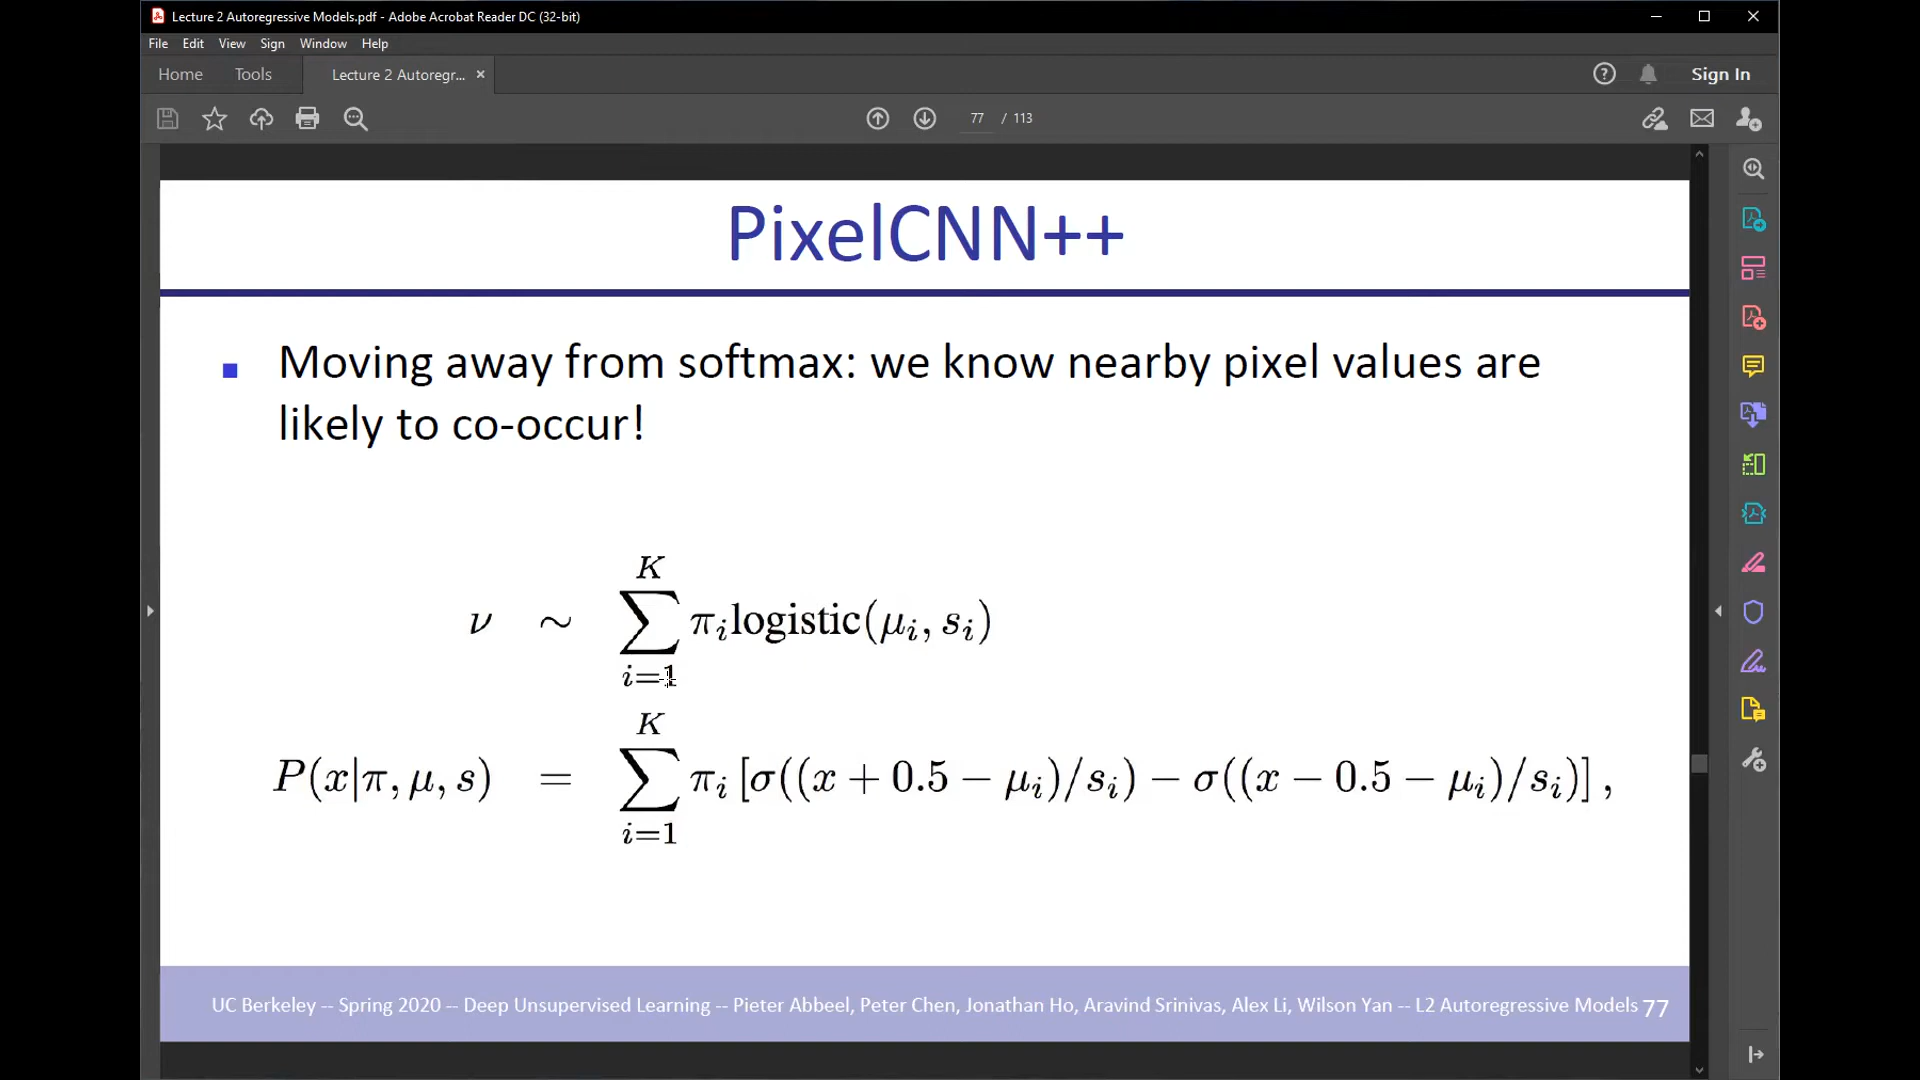 Lecture 2 Autoregressive Models.pdf - Adobe Acrobat Reader DC (32-bit)
File Edit View Sign Window Help
Home Tools Lecture 2 Autoregr... × Sign In
77 / 113
PixelCNN++
Moving away from softmax: we know nearby pixel values are
likely to co-occur!
ν ∼ ∑_{i=1}^{K} π_i logistic(μ_i, s_i)
P(x|π, μ, s) = ∑_{i=1}^{K} π_i [σ((x + 0.5 − μ_i)/s_i) − σ((x − 0.5 − μ_i)/s_i)] ,
UC Berkeley -- Spring 2020 -- Deep Unsupervised Learning -- Pieter Abbeel, Peter Chen, Jonathan Ho, Aravind Srinivas, Alex Li, Wilson Yan -- L2 Autoregressive Models 77